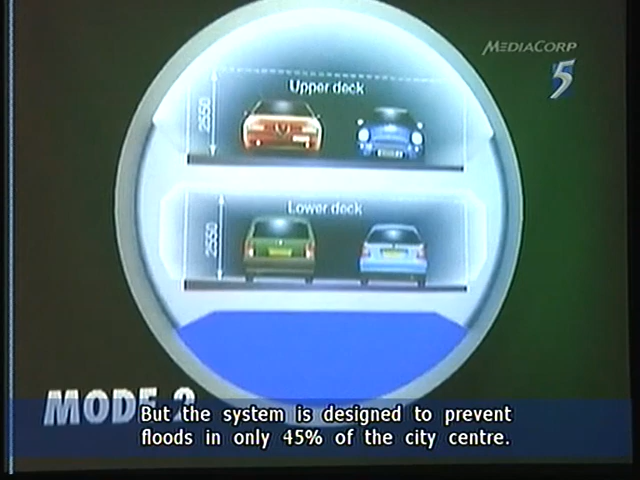 MEDIACORP
5
Upper deck
2550
Lower deck
2550
MODE 2
But the system is designed to prevent
floods in only 45% of the city centre.